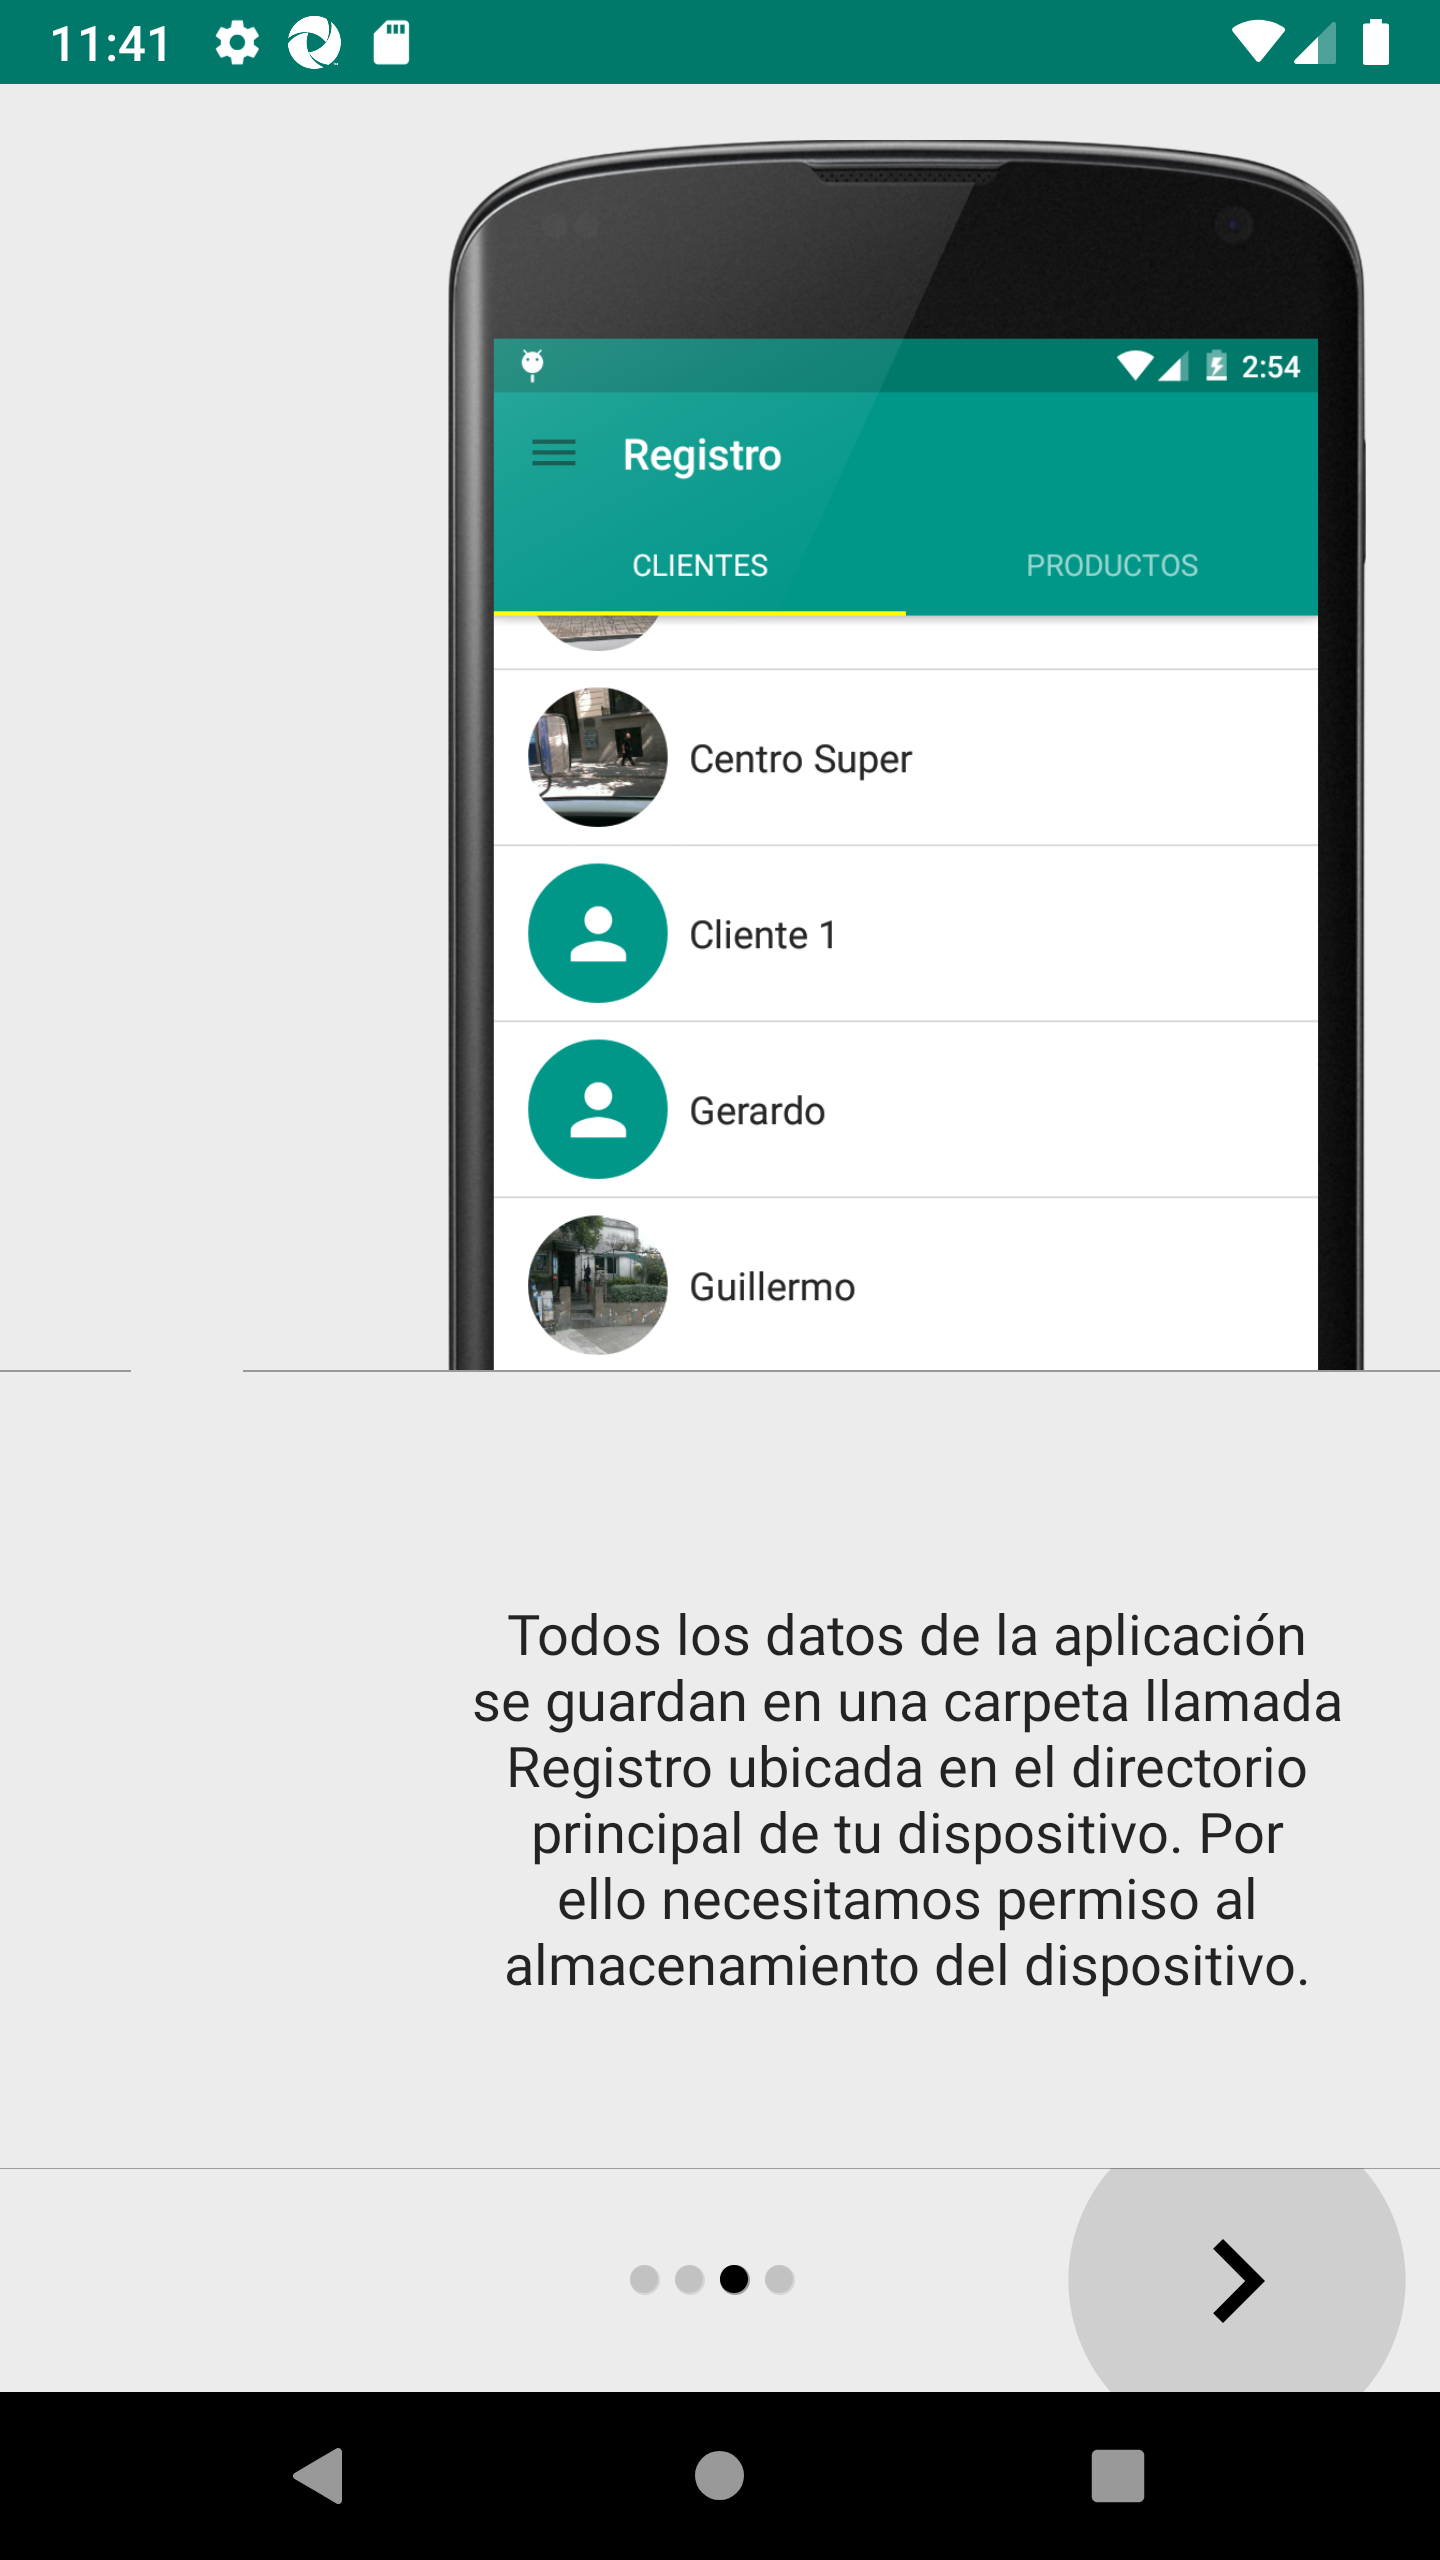 11:41
2:54
Registro
CLIENTES PRODUCTOS
Centro Super
Cliente 1
Gerardo
Guillermo
Todos los datos de la aplicación
se guardan en una carpeta llamada
Registro ubicada en el directorio
principal de tu dispositivo. Por
ello necesitamos permiso al
almacenamiento del dispositivo.